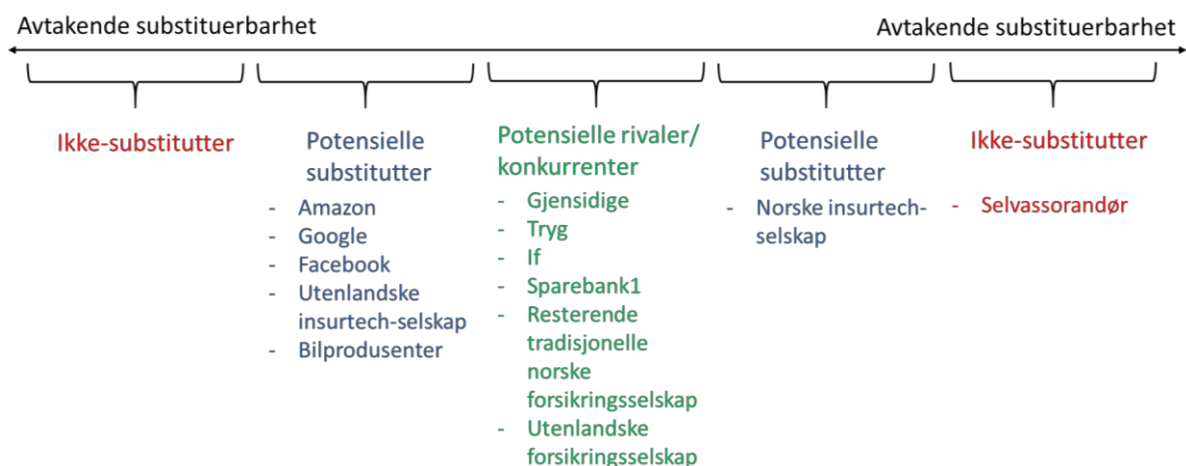 Avtakende substituerbarhet
Avtakende substituerbarhet
Ikke-substitutter
Potensielle
substitutter
- Amazon
- Google
- Facebook
- Utenlandske
insurtech-selskap
- Bilprodusenter
Potensielle rivaler/
konkurrenter
- Gjensidige
- Tryg
- If
- Sparebank1
- Resterende
tradisjonelle
norske
forsikringsselskap
- Utenlandske
forsikringsselskap
Potensielle
substitutter
- Norske insurtech-
selskap
Ikke-substitutter
- Selvassorandør